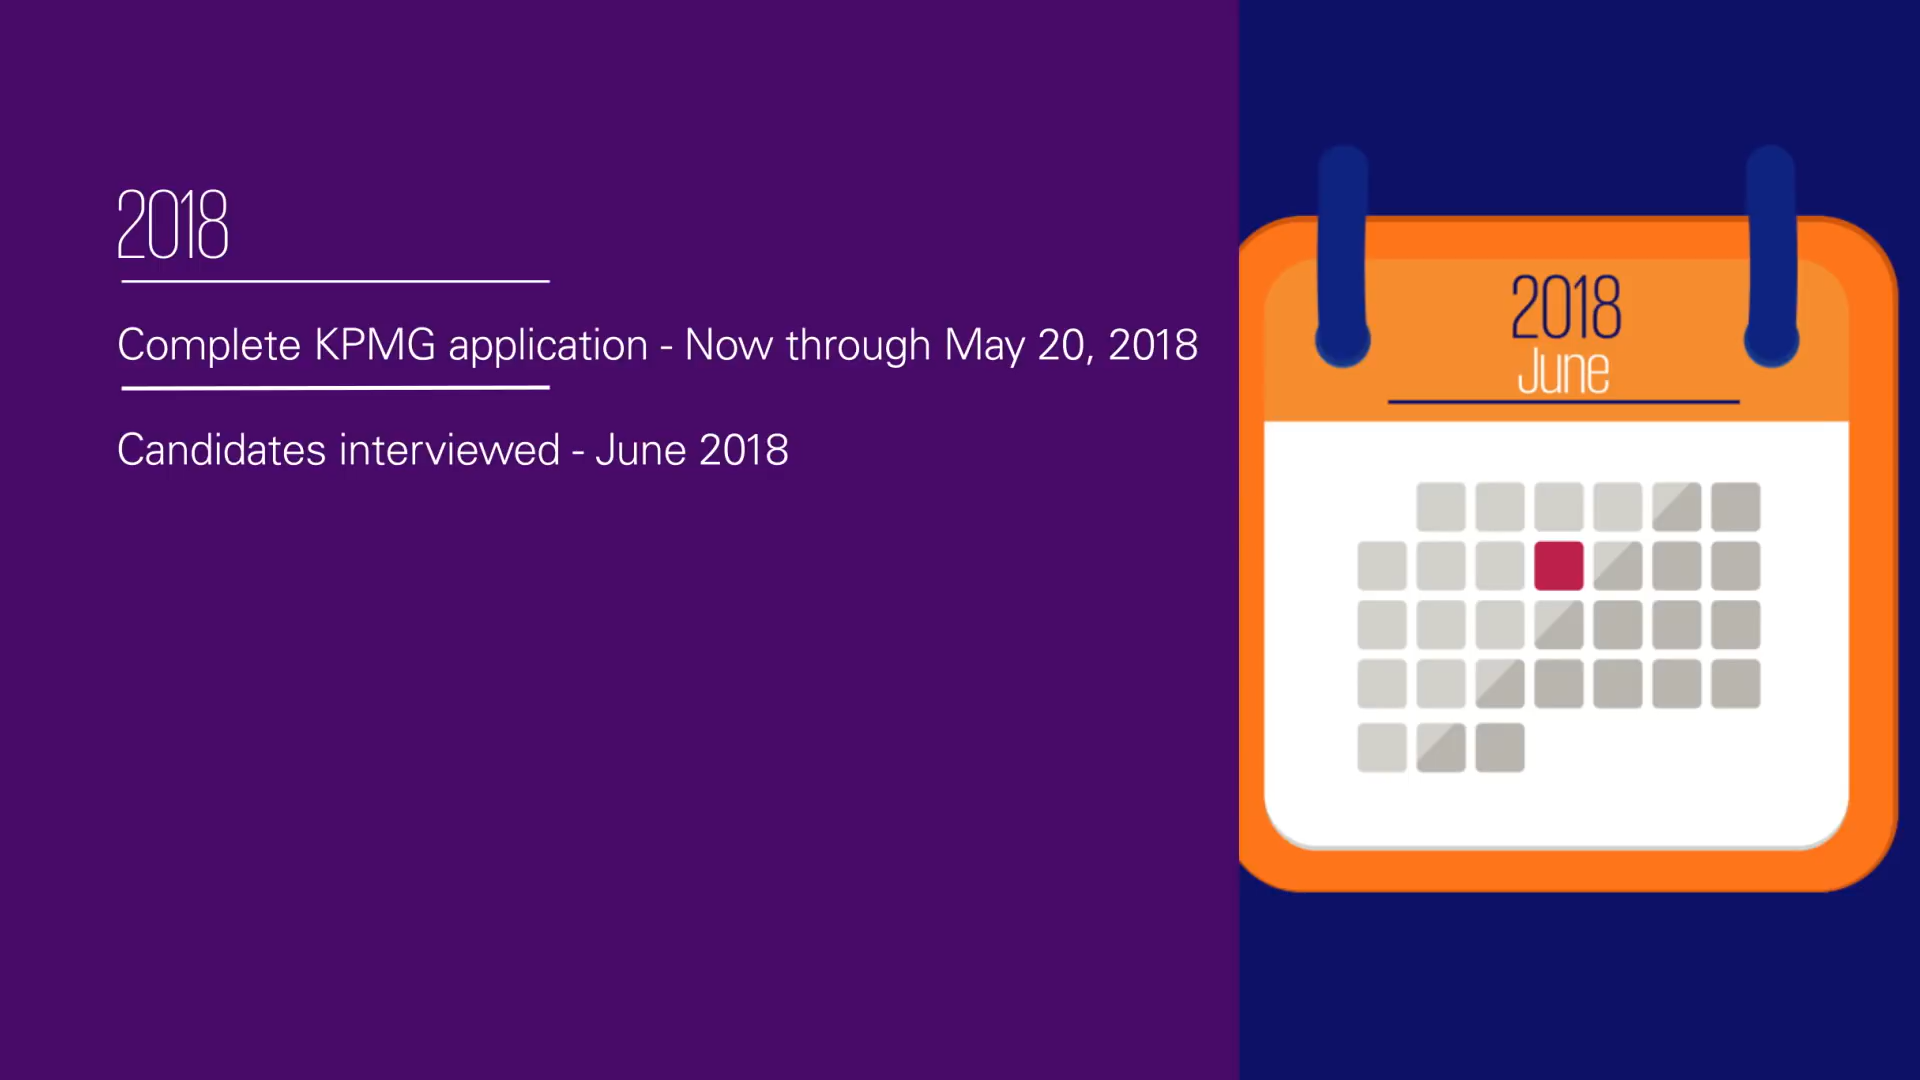 2018
Complete KPMG application - Now through May 20, 2018
Candidates interviewed - June 2018
2018
June